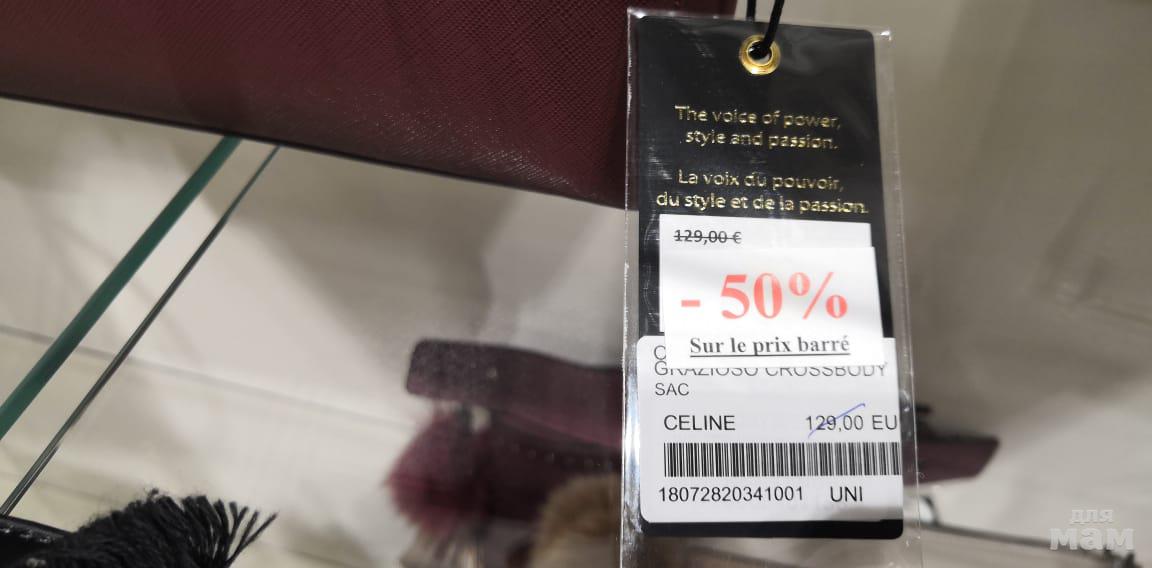 The voice of power,
style and passion.
La voix du pouvoir,
du style et de la passion.
129,00 €
- 50%
Sur le prix barré
GRAZIOSO CROSSBODY
SAC
CELINE 129,00 EU
18072820341001 UNI
для
мам